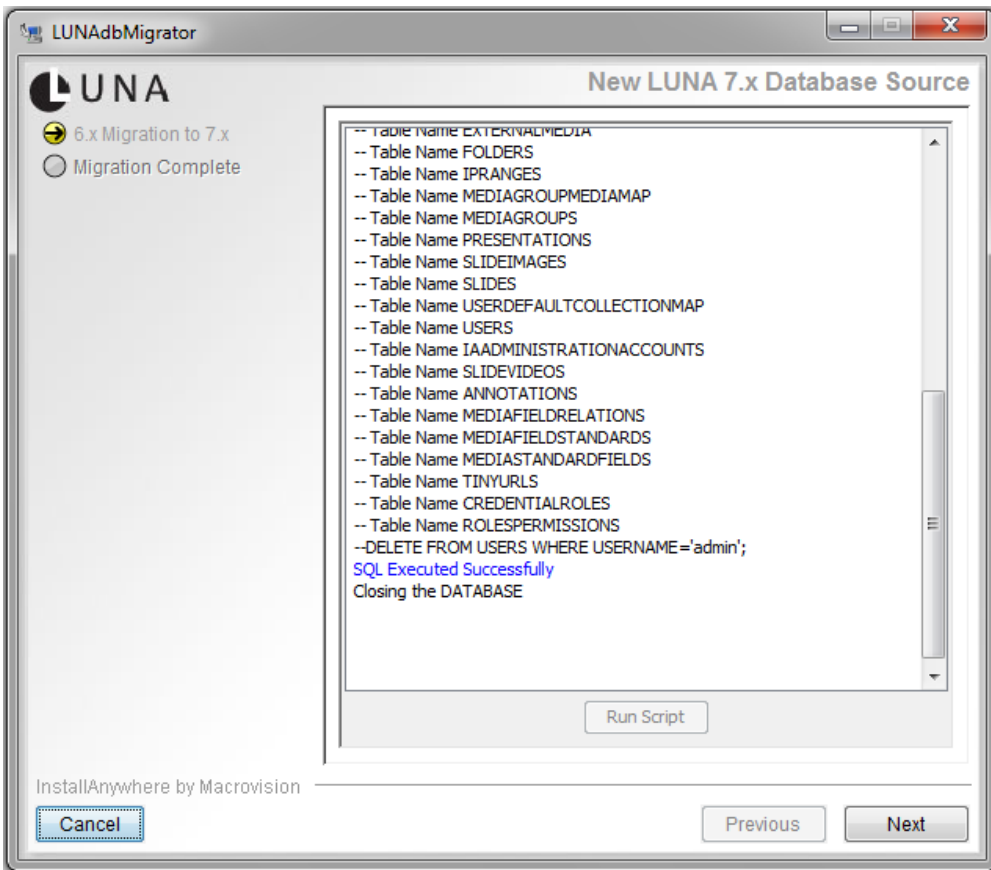 LUNAdbMigrator
LUNA
New LUNA 7.x Database Source
6.x Migration to 7.x
Migration Complete
-- Table Name EXTERNALMEDIA
-- Table Name FOLDERS
-- Table Name IPRANGES
-- Table Name MEDIAGROUPMEDIAMAP
-- Table Name MEDIAGROUPS
-- Table Name PRESENTATIONS
-- Table Name SLIDEIMAGES
-- Table Name SLIDES
-- Table Name USERDEFAULTCOLLECTIONMAP
-- Table Name USERS
-- Table Name IAADMINISTRATIONACCOUNTS
-- Table Name SLIDEVIDEOS
-- Table Name ANNOTATIONS
-- Table Name MEDIAFIELDRELATIONS
-- Table Name MEDIAFIELDSTANDARDS
-- Table Name MEDIASTANDARDFIELDS
-- Table Name TINYURLS
-- Table Name CREDENTIALROLES
-- Table Name ROLESPERMISSIONS
--DELETE FROM USERS WHERE USERNAME='admin';
SQL Executed Successfully
Closing the DATABASE
Run Script
InstallAnywhere by Macrovision
Cancel
Previous
Next